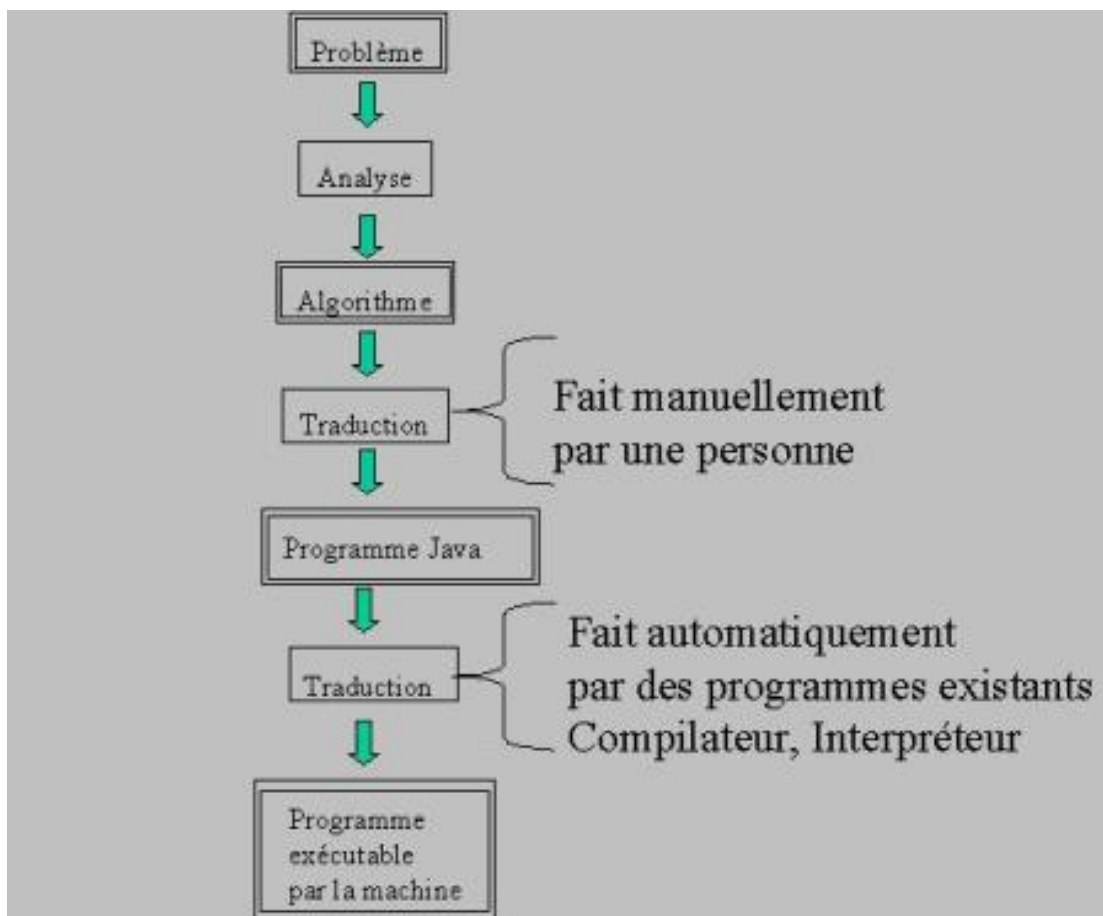 Problème
Analyse
Algorithme
Traduction
Fait manuellement
par une personne
Programme Java
Traduction
Fait automatiquement
par des programmes existants
Compilateur, Interpréteur
Programme
exécutable
par la machine